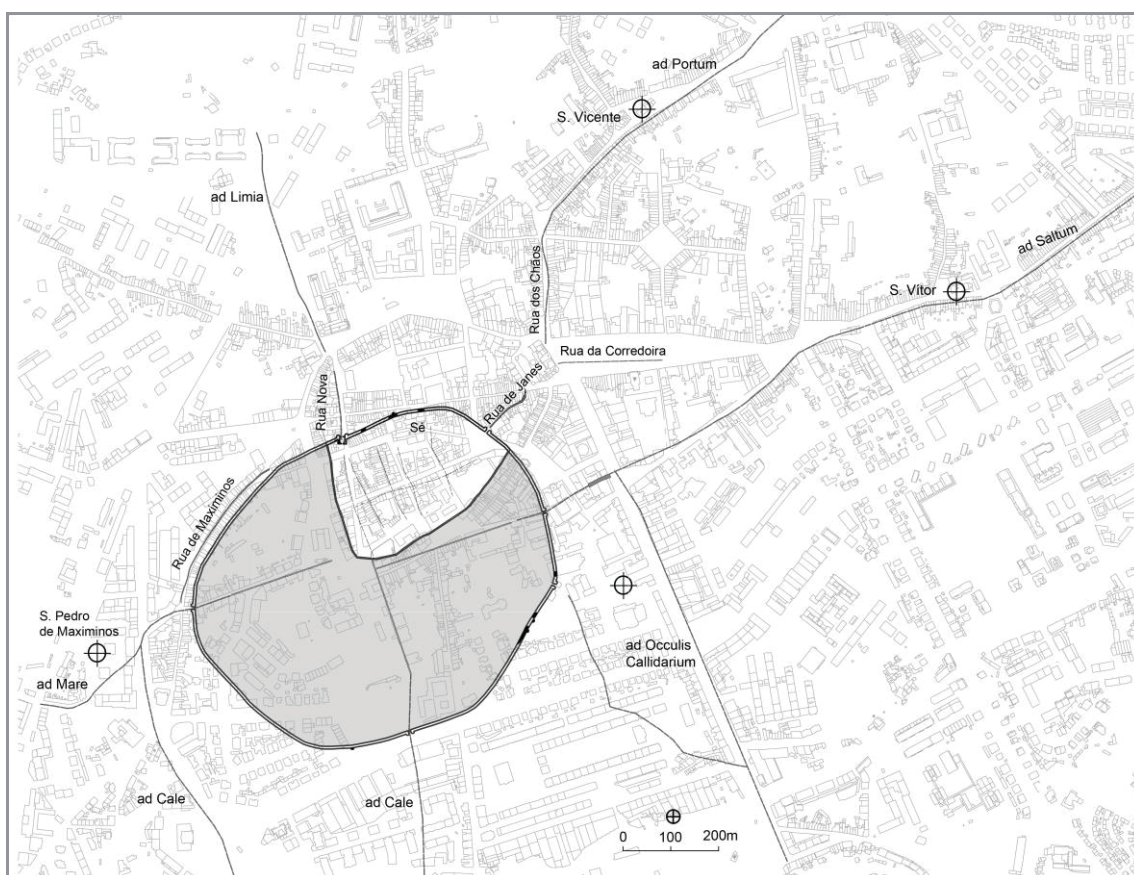 ad Portum
S. Vicente
ad Limia
ad Saltum
S. Vítor
Rua dos Chãos
Rua da Corredoira
Rua de Janes
Rua Nova
Sé
Rua de Maximinos
S. Pedro
de Maximinos
ad Mare
ad Occulis
Callidarium
ad Cale
ad Cale
0 100 200m